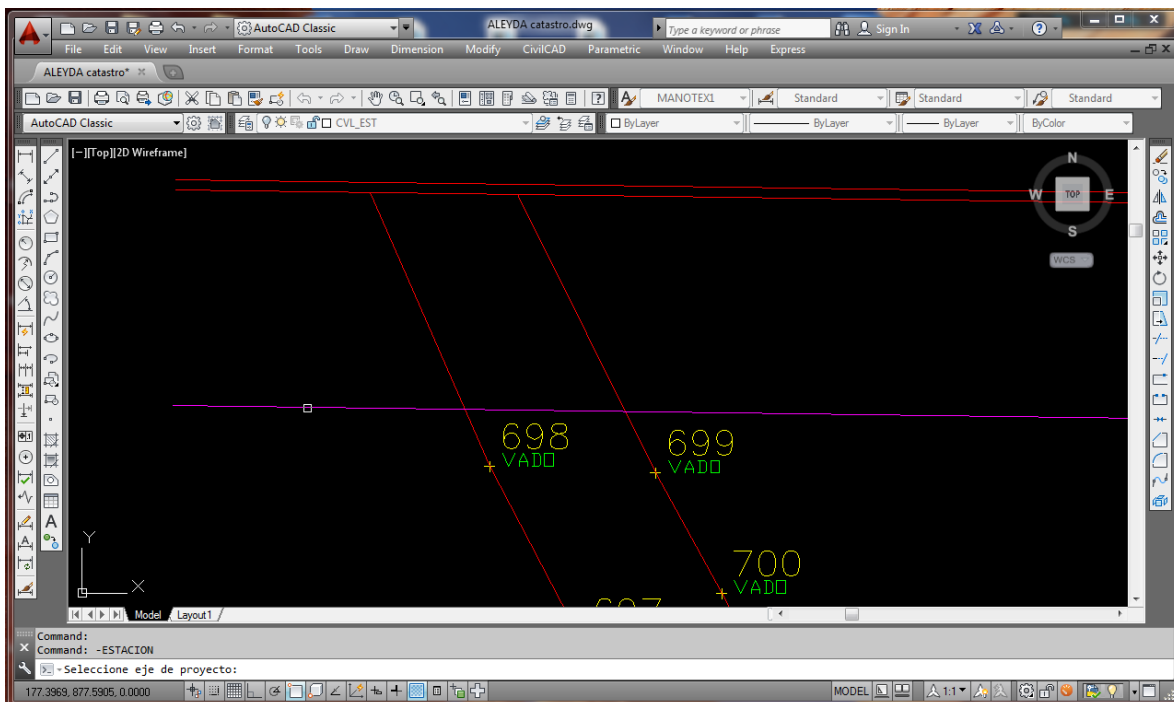 AutoCAD Classic
ALEYDA catastro.dwg
Type a keyword or phrase
Sign In
File Edit View Insert Format Tools Draw Dimension Modify CivilCAD Parametric Window Help Express
ALEYDA catastro*
MANOTEX1 Standard Standard Standard
AutoCAD Classic CVL_EST ByLayer ByLayer ByLayer ByColor
[−][Top][2D Wireframe]
N
W TOP E
S
WCS
698
VADO
699
VADO
700
VADO
Y
X
Model Layout1
Command:
Command: -ESTACION
Seleccione eje de proyecto:
177.3969, 877.5905, 0.0000 MODEL 1:1